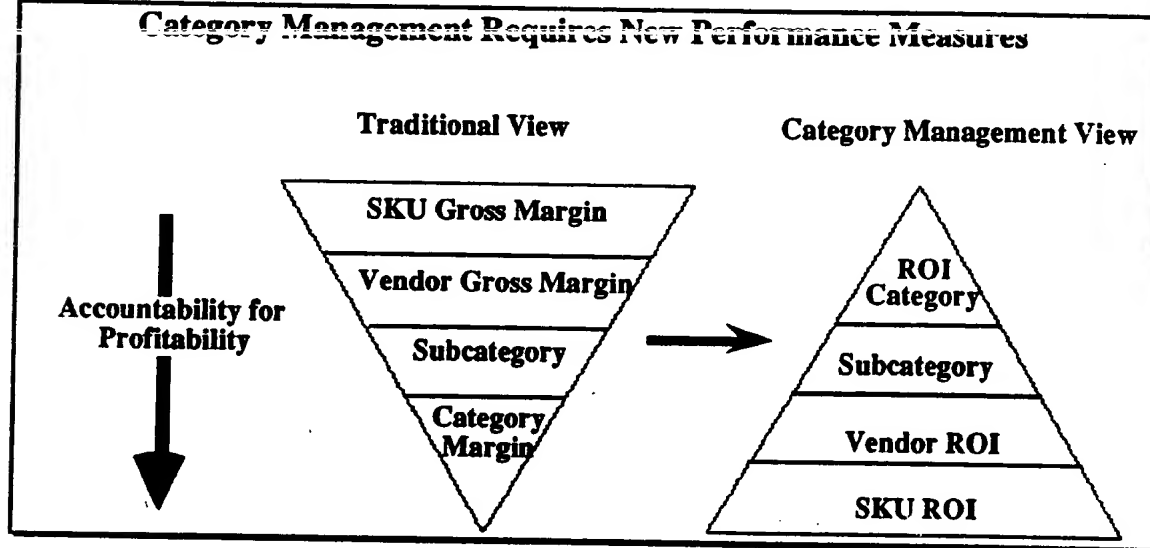 Category Management Requires New Performance Measures
Traditional View
Category Management View
Accountability for
Profitability
SKU Gross Margin
Vendor Gross Margin
Subcategory
Category
Margin
ROI
Category
Subcategory
Vendor ROI
SKU ROI